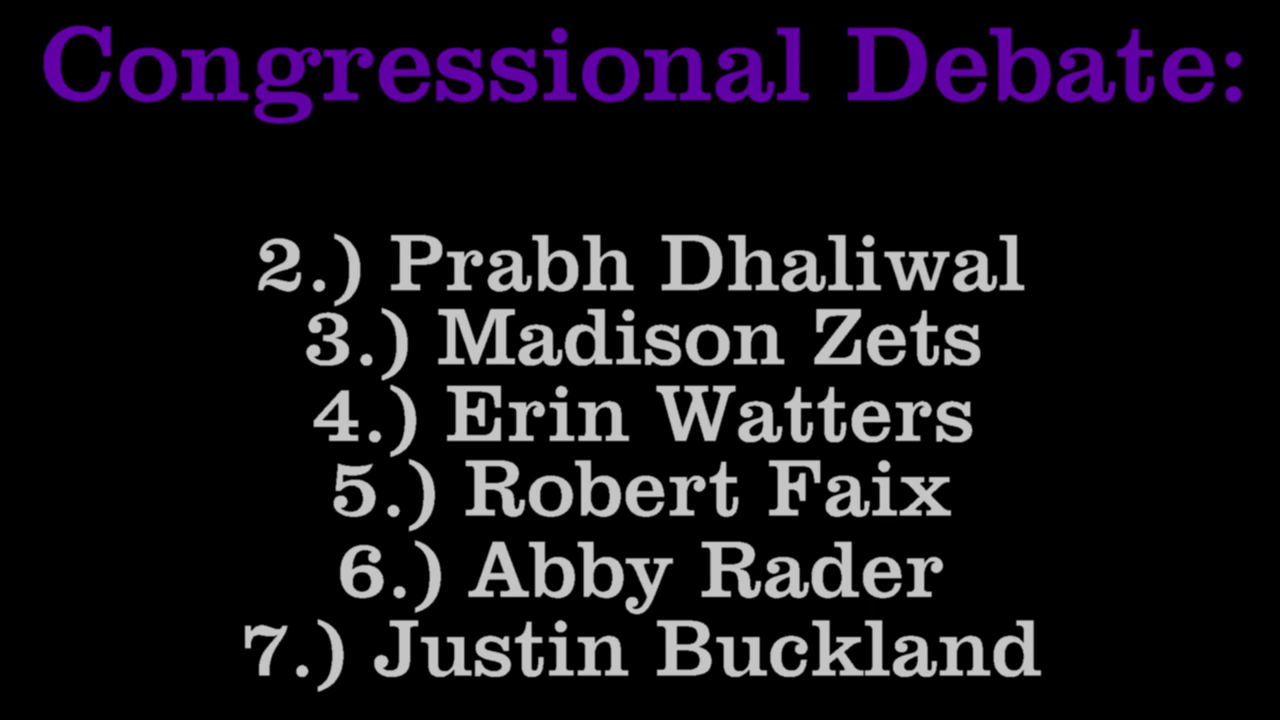 Congressional Debate:
2.) Prabh Dhaliwal
3.) Madison Zets
4.) Erin Watters
5.) Robert Faix
6.) Abby Rader
7.) Justin Buckland